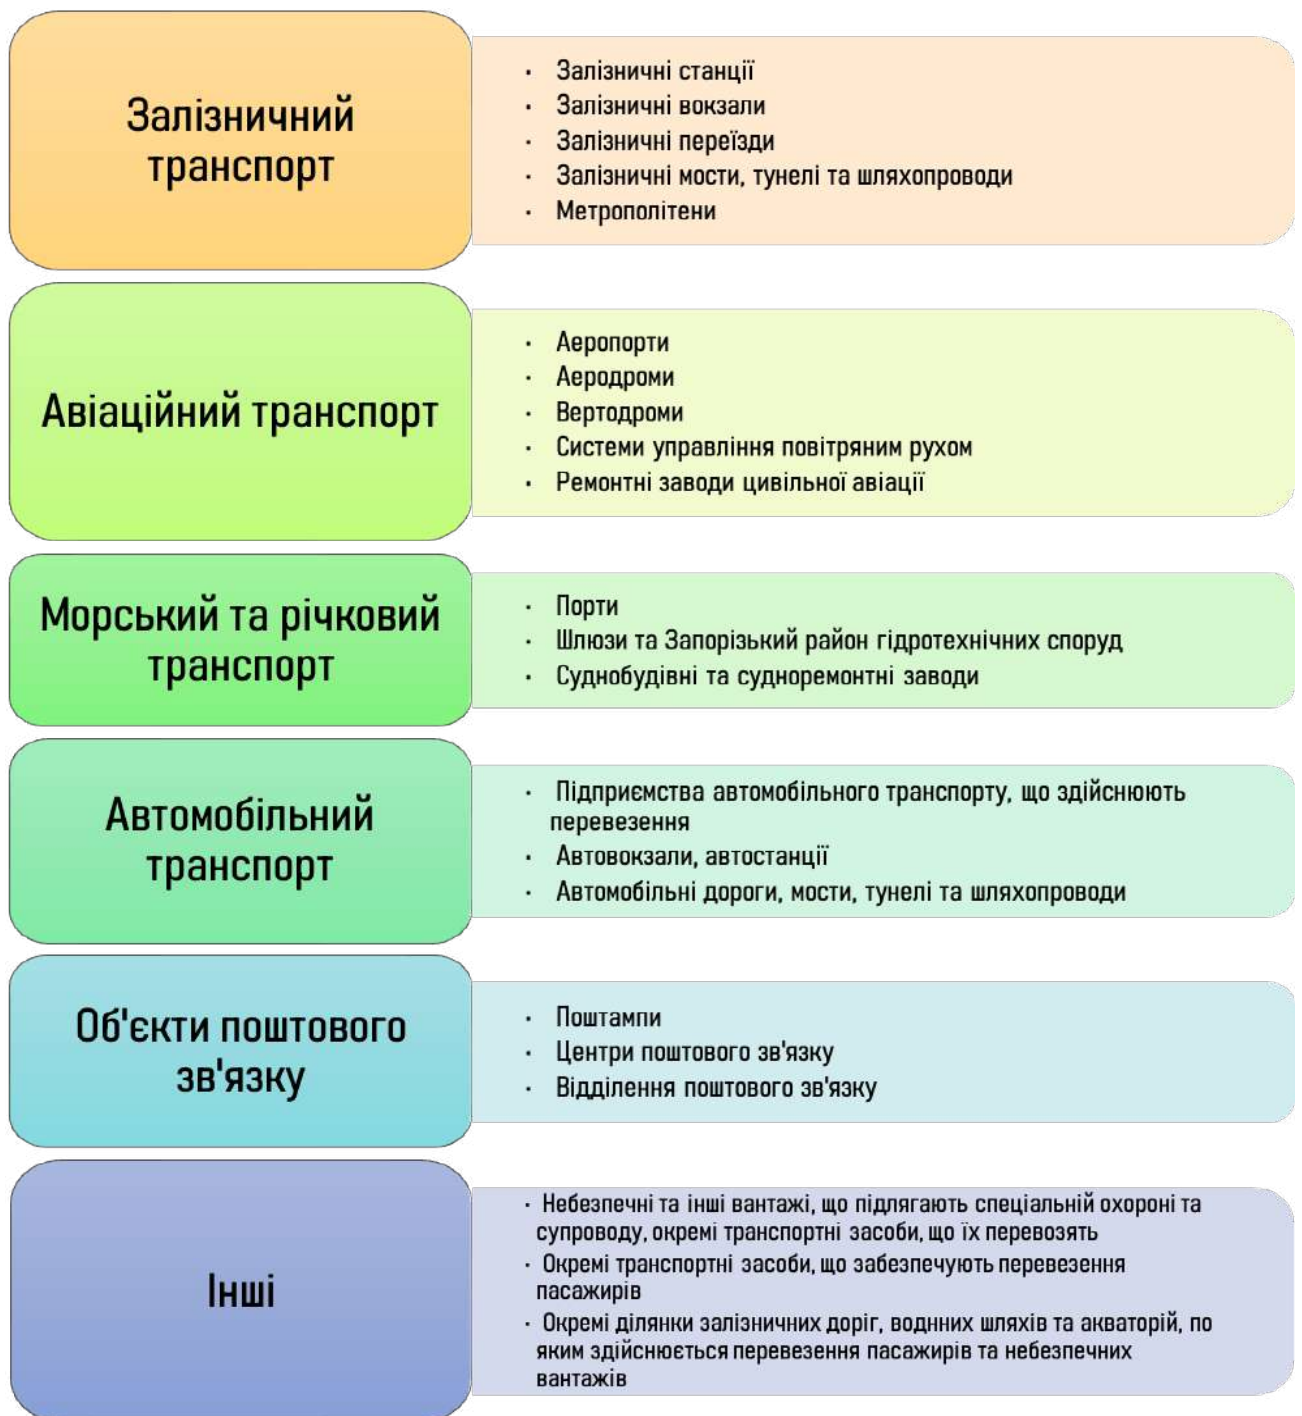 Залізничний
транспорт
· Залізничні станції
· Залізничні вокзали
· Залізничні переїзди
· Залізничні мости, тунелі та шляхопроводи
· Метрополітени
Авіаційний транспорт
· Аеропорти
· Аеродроми
· Вертодроми
· Системи управління повітряним рухом
· Ремонтні заводи цивільної авіації
Морський та річковий
транспорт
· Порти
· Шлюзи та Запорізький район гідротехнічних споруд
· Суднобудівні та судноремонтні заводи
Автомобільний
транспорт
· Підприємства автомобільного транспорту, що здійснюють
перевезення
· Автовокзали, автостанції
· Автомобільні дороги, мости, тунелі та шляхопроводи
Об'єкти поштового
зв'язку
· Поштампи
· Центри поштового зв'язку
· Відділення поштового зв'язку
Інші
· Небезпечні та інші вантажі, що підлягають спеціальній охороні та
супроводу, окремі транспортні засоби, що їх перевозять
· Окремі транспортні засоби, що забезпечують перевезення
пасажирів
· Окремі ділянки залізничних доріг, воднних шляхів та акваторій, по
яким здійснюється перевезення пасажирів та небезпечних
вантажів